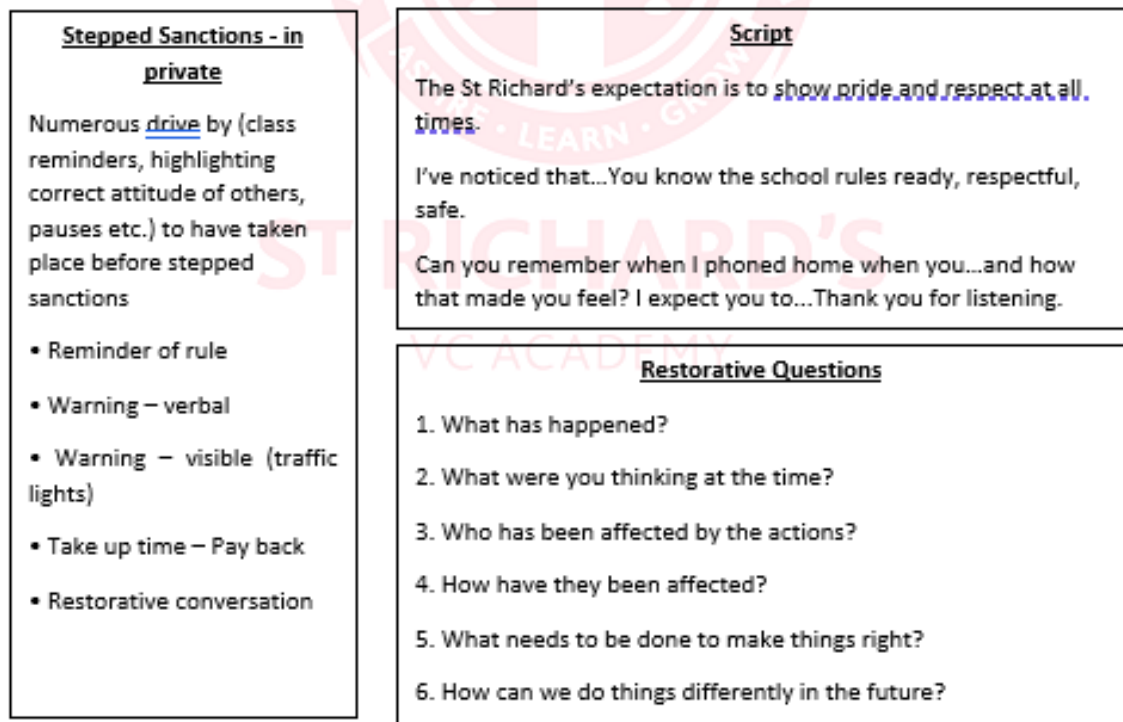 Stepped Sanctions - in
private
Numerous drive by (class
reminders, highlighting
correct attitude of others,
pauses etc.) to have taken
place before stepped
sanctions
• Reminder of rule
• Warning – verbal
• Warning – visible (traffic
lights)
• Take up time – Pay back
• Restorative conversation
Script
The St Richard's expectation is to show pride and respect at all
times.
I've noticed that...You know the school rules ready, respectful,
safe.
Can you remember when I phoned home when you...and how
that made you feel? I expect you to...Thank you for listening.
Restorative Questions
1. What has happened?
2. What were you thinking at the time?
3. Who has been affected by the actions?
4. How have they been affected?
5. What needs to be done to make things right?
6. How can we do things differently in the future?
ASPIRE • LEARN • GROW
ST RICHARD'S
VC ACADEMY